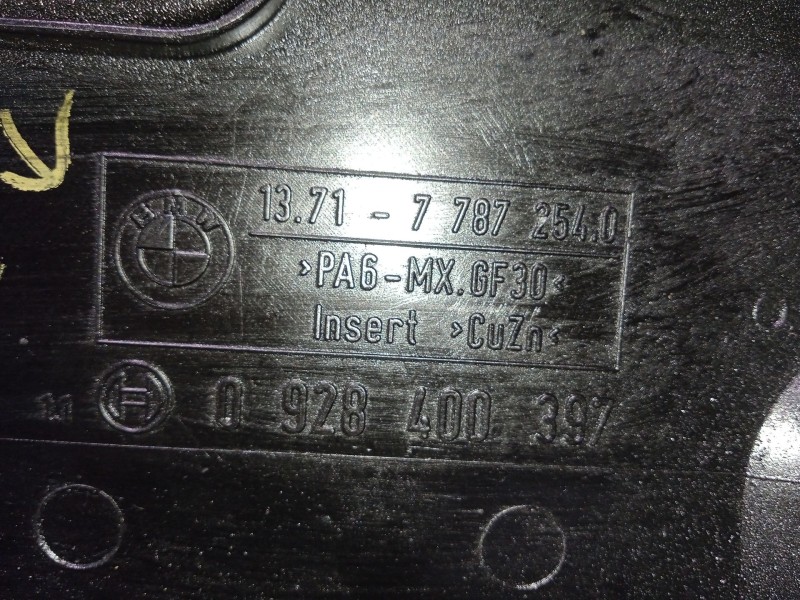 BMW
13.71 - 7 787 254.0
>PA6-MX.GF30<
Insert >CuZn<
0 928 400 397